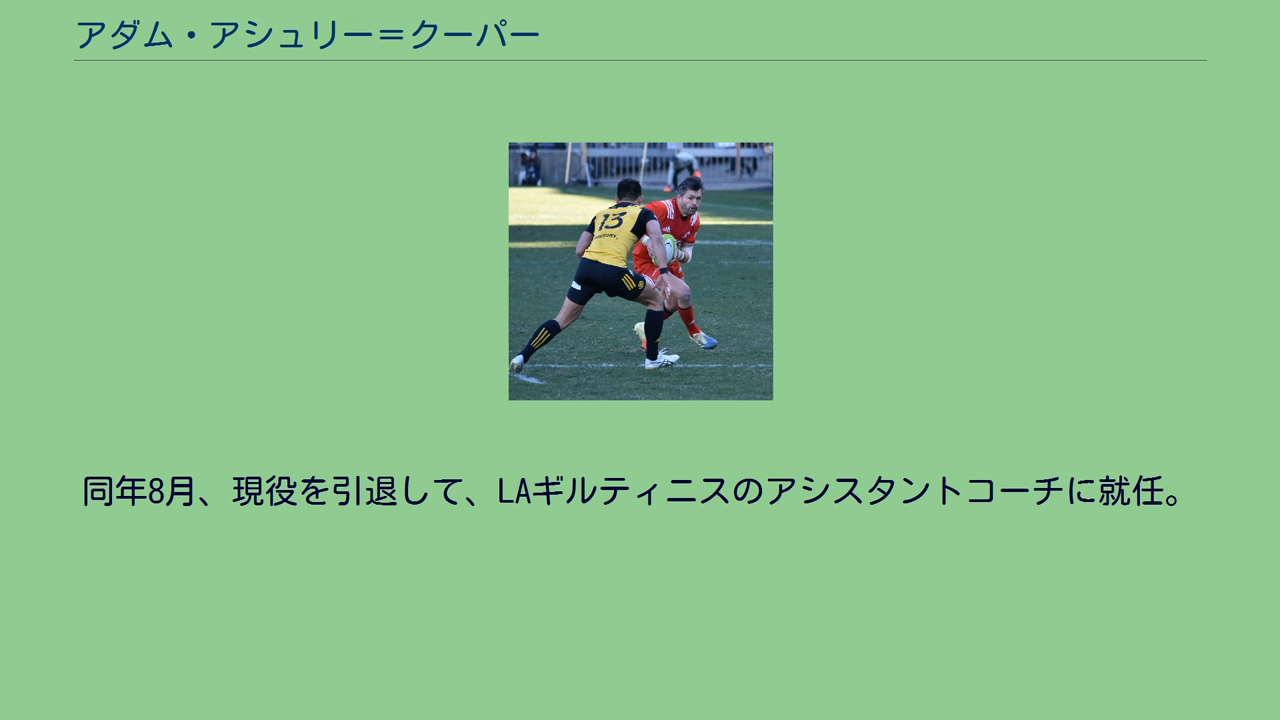 アダム・アシュリー＝クーパー
13
同年8月、現役を引退して、LAギルティニスのアシスタントコーチに就任。